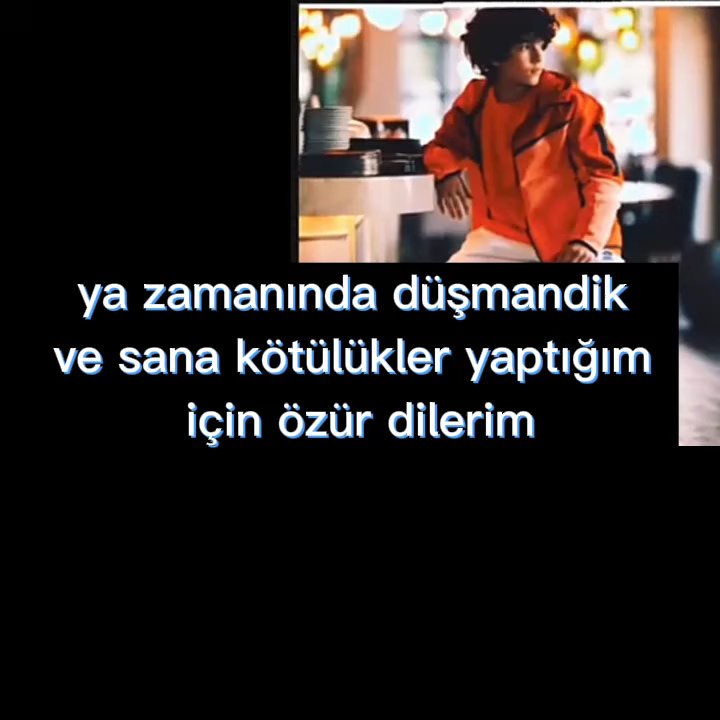 ya zamanında düşmandik
ve sana kötülükler yaptığım
için özür dilerim